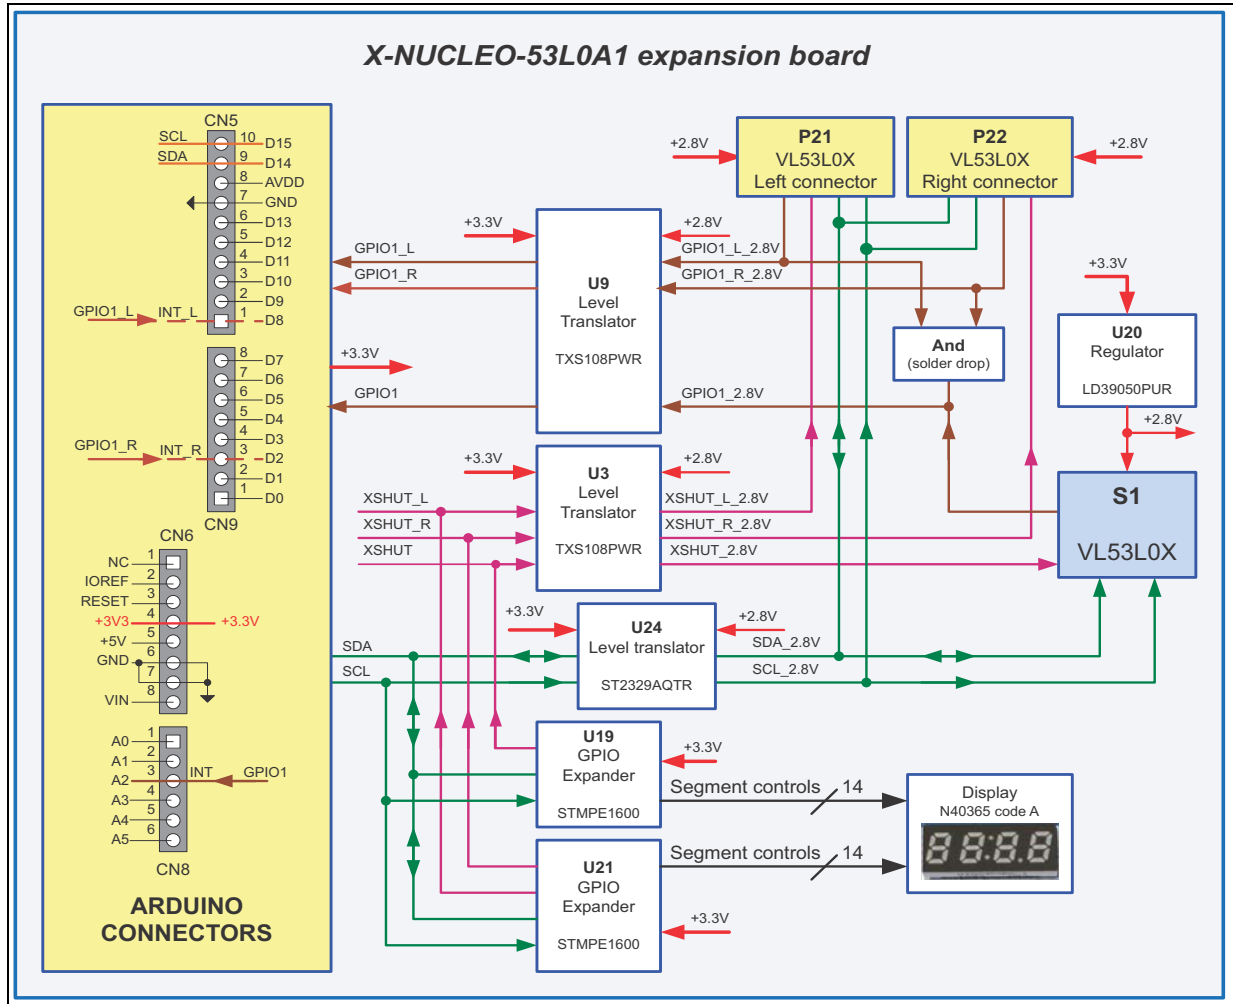 X-NUCLEO-53L0A1 expansion board
CN5
SCL 10 D15
SDA 9 D14
8 AVDD
7 GND
6 D13
5 D12
4 D11
3 D10
2 D9
GPIO1_L INT_L 1 D8
8 D7
7 D6
6 D5
5 D4
4 D3
GPIO1_R INT_R 3 D2
2 D1
1 D0
CN9
CN6
NC 1
IOREF 2
RESET 3
+3V3 4 +3.3V
+5V 5
GND 6
7
VIN 8
A0 1
A1 2
A2 3 INT GPIO1
A3 4
A4 5
A5 6
CN8
ARDUINO
CONNECTORS
+3.3V
GPIO1_L
GPIO1_R
GPIO1
+3.3V
U9
Level
Translator
TXS108PWR
+2.8V
GPIO1_L_2.8V
GPIO1_R_2.8V
GPIO1_2.8V
+2.8V
P21
VL53L0X
Left connector
P22
VL53L0X
Right connector
+2.8V
And
(solder drop)
+3.3V
U20
Regulator
LD39050PUR
+2.8V
S1
VL53L0X
+3.3V
XSHUT_L
XSHUT_R
XSHUT
U3
Level
Translator
TXS108PWR
+2.8V
XSHUT_L_2.8V
XSHUT_R_2.8V
XSHUT_2.8V
+3.3V
SDA
SCL
U24
Level translator
ST2329AQTR
+2.8V
SDA_2.8V
SCL_2.8V
U19
GPIO
Expander
STMPE1600
+3.3V
Segment controls 14
U21
GPIO
Expander
STMPE1600
Segment controls 14
+3.3V
Display
N40365 code A
88:88